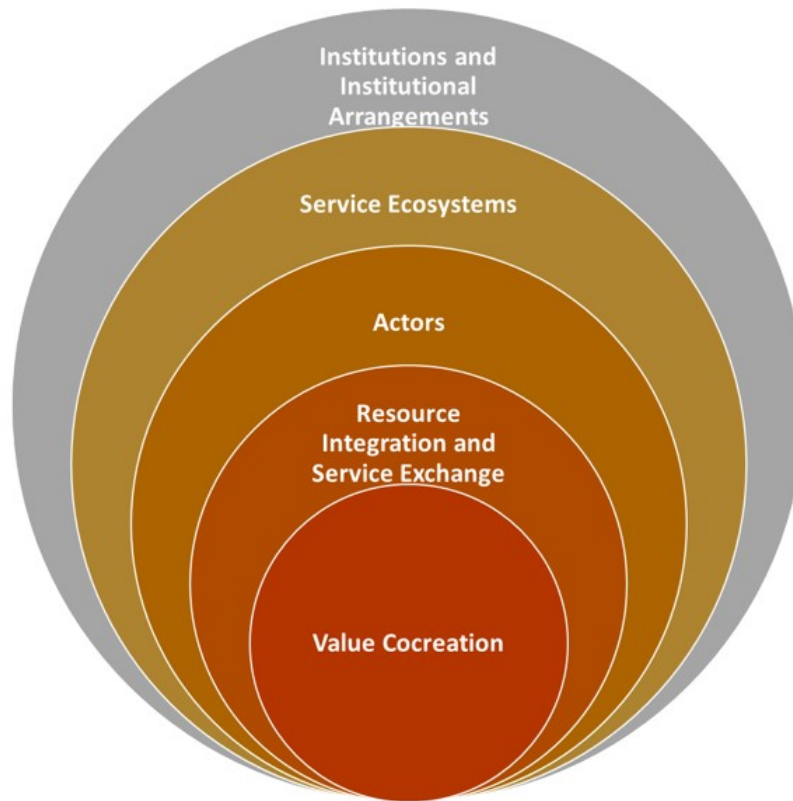 Institutions and
Institutional
Arrangements
Service Ecosystems
Actors
Resource
Integration and
Service Exchange
Value Cocreation